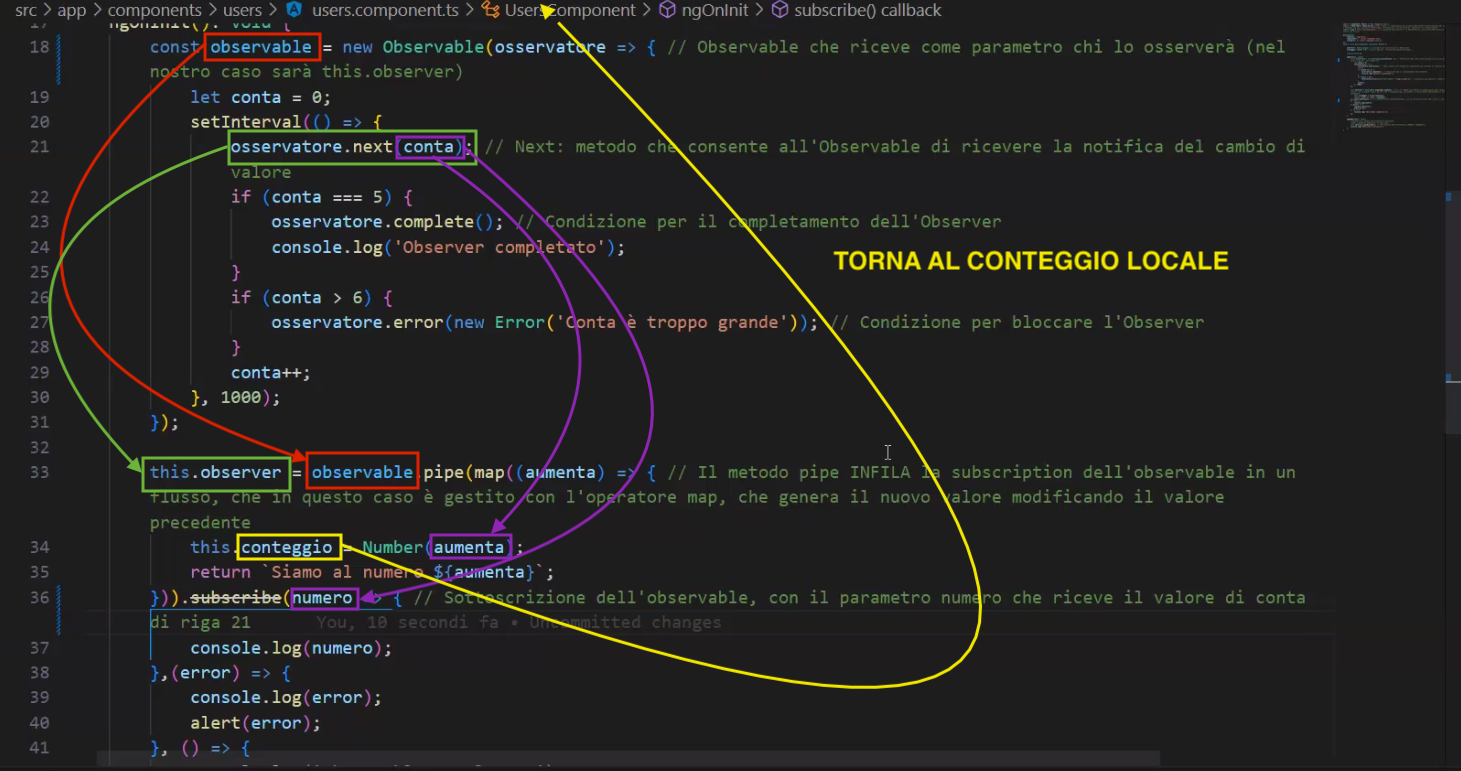 src > app > components > users > users.component.ts > UsersComponent > ngOnInit > subscribe() callback
17 ngOnInit(): void {
18 const observable = new Observable(osservatore => { // Observable che riceve come parametro chi lo osserverà (nel
nostro caso sarà this.observer)
19 let conta = 0;
20 setInterval(() => {
21 osservatore.next(conta); // Next: metodo che consente all'Observable di ricevere la notifica del cambio di
valore
22 if (conta === 5) {
23 osservatore.complete(); // Condizione per il completamento dell'Observer
24 console.log('Observer completato');
25 }
TORNA AL CONTEGGIO LOCALE
26 if (conta > 6) {
27 osservatore.error(new Error('Conta è troppo grande')); // Condizione per bloccare l'Observer
28 }
29 conta++;
30 }, 1000);
31 });
32
33 this.observer = observable.pipe(map((aumenta) => { // Il metodo pipe INFILA la subscription dell'observable in un
flusso, che in questo caso è gestito con l'operatore map, che genera il nuovo valore modificando il valore
precedente
34 this.conteggio = Number(aumenta);
35 return `Siamo al numero ${aumenta}`;
36 })).subscribe(numero => { // Sottoscrizione dell'observable, con il parametro numero che riceve il valore di conta
di riga 21 You, 10 secondi fa • Uncommitted changes
37 console.log(numero);
38 },(error) => {
39 console.log(error);
40 alert(error);
41 }, () => {